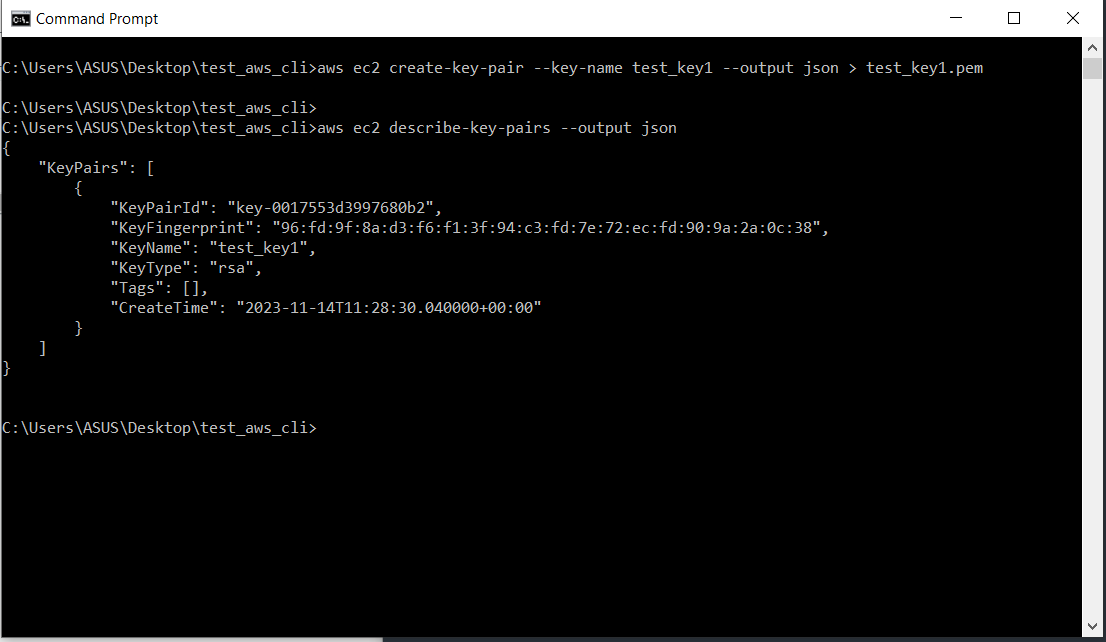 Command Prompt
C:\Users\ASUS\Desktop\test_aws_cli>aws ec2 create-key-pair --key-name test_key1 --output json > test_key1.pem
C:\Users\ASUS\Desktop\test_aws_cli>
C:\Users\ASUS\Desktop\test_aws_cli>aws ec2 describe-key-pairs --output json
{
    "KeyPairs": [
        {
            "KeyPairId": "key-0017553d3997680b2",
            "KeyFingerprint": "96:fd:9f:8a:d3:f6:f1:3f:94:c3:fd:7e:72:ec:fd:90:9a:2a:0c:38",
            "KeyName": "test_key1",
            "KeyType": "rsa",
            "Tags": [],
            "CreateTime": "2023-11-14T11:28:30.040000+00:00"
        }
    ]
}
C:\Users\ASUS\Desktop\test_aws_cli>